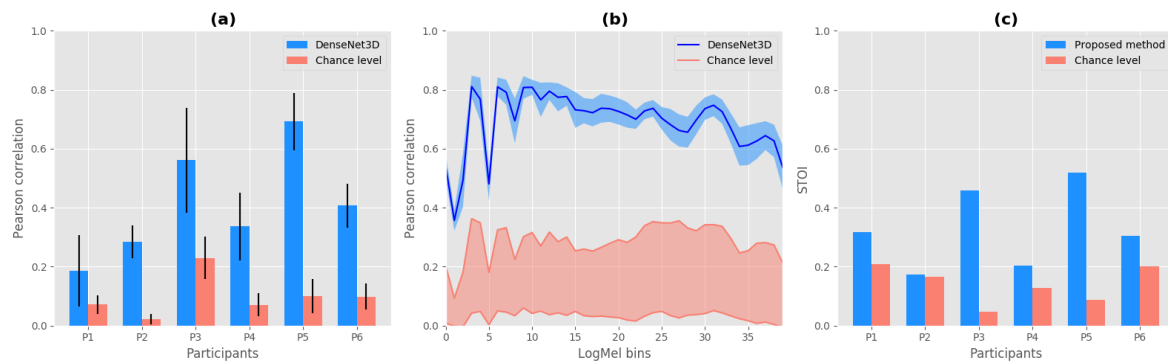 (a)
Pearson correlation
1.0
0.8
0.6
0.4
0.2
0.0
DenseNet3D
Chance level
P1 P2 P3 P4 P5 P6
Participants
(b)
Pearson correlation
1.0
0.8
0.6
0.4
0.2
0.0
DenseNet3D
Chance level
0 5 10 15 20 25 30 35
LogMel bins
(c)
STOI
1.0
0.8
0.6
0.4
0.2
0.0
Proposed method
Chance level
P1 P2 P3 P4 P5 P6
Participants